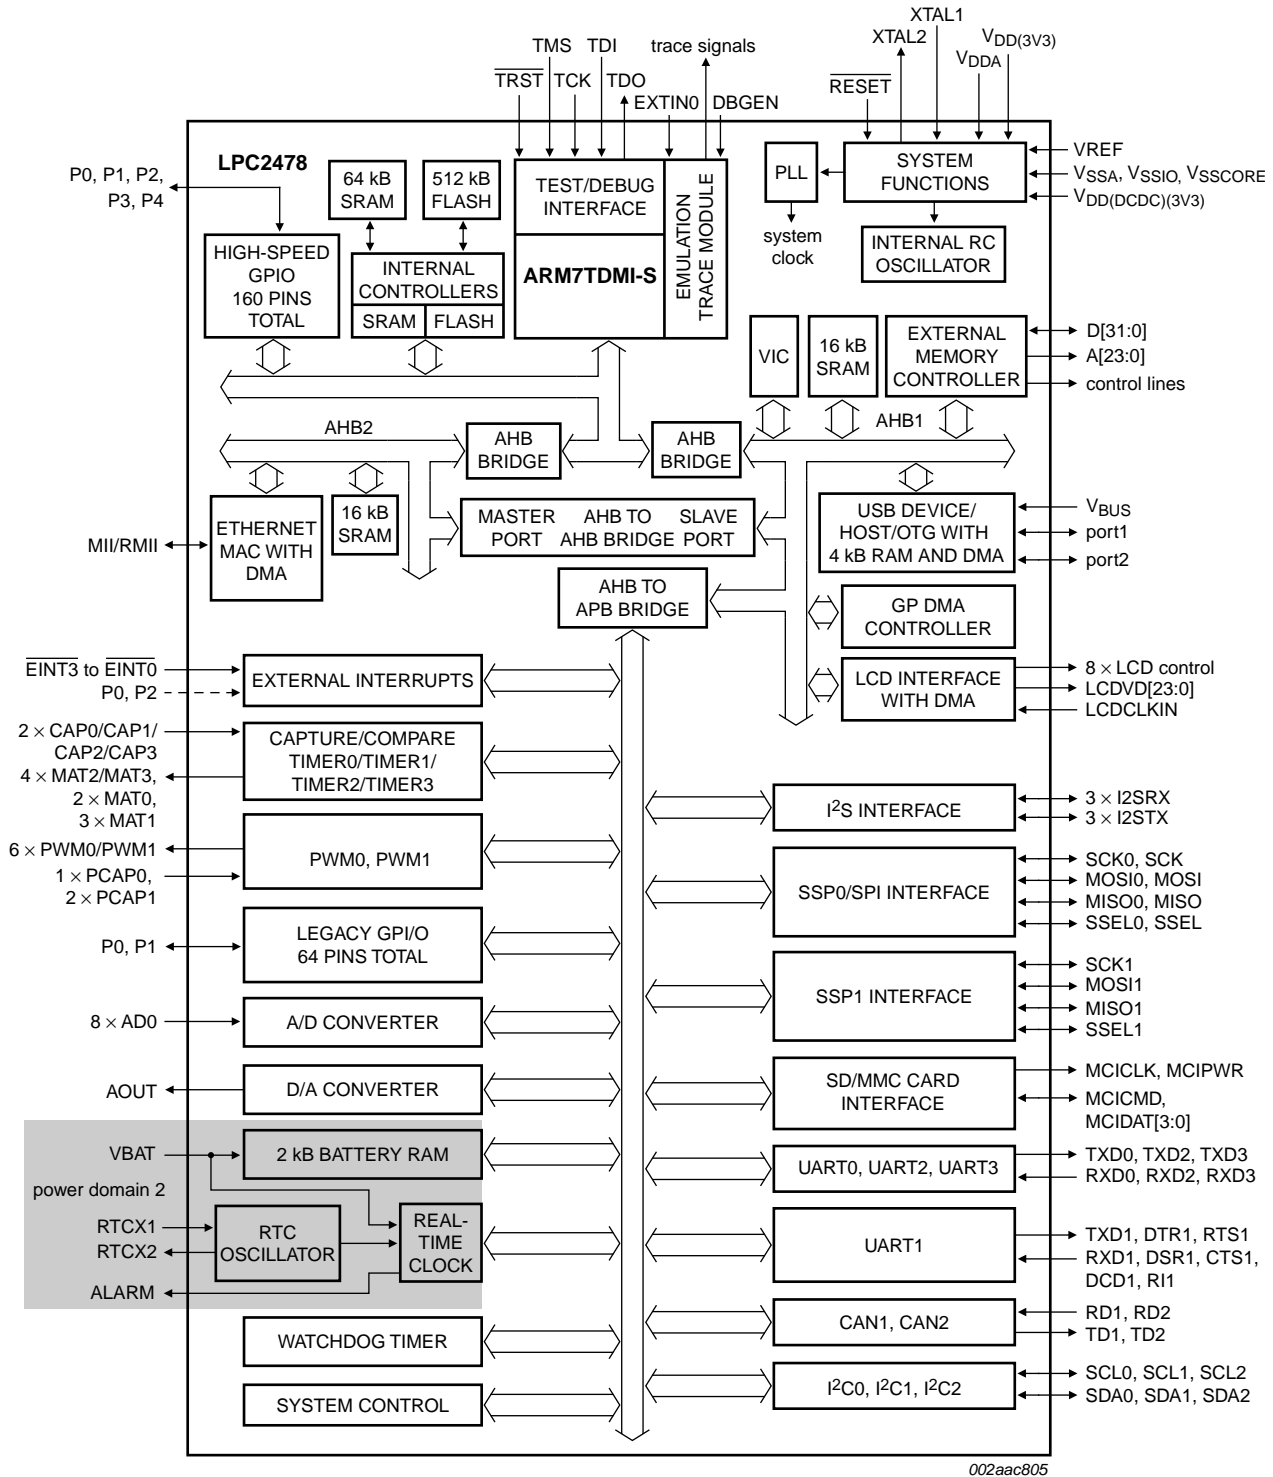 XTAL1
XTAL2
VDD(3V3)
VDDA
TMS TDI
trace signals
TRST TCK TDO
EXTIN0 DBGEN
RESET
LPC2478
P0, P1, P2,
P3, P4
64 kB
SRAM
512 kB
FLASH
TEST/DEBUG
INTERFACE
EMULATION
TRACE MODULE
PLL
SYSTEM
FUNCTIONS
VREF
VSSA, VSSIO, VSSCORE
VDD(DCDC)(3V3)
system
clock
INTERNAL RC
OSCILLATOR
HIGH-SPEED
GPIO
160 PINS
TOTAL
INTERNAL
CONTROLLERS
SRAM FLASH
ARM7TDMI-S
VIC
16 kB
SRAM
EXTERNAL
MEMORY
CONTROLLER
D[31:0]
A[23:0]
control lines
AHB2
AHB
BRIDGE
AHB
BRIDGE
AHB1
ETHERNET
MAC WITH
DMA
MII/RMII
16 kB
SRAM
MASTER
PORT
AHB TO
AHB BRIDGE
SLAVE
PORT
USB DEVICE/
HOST/OTG WITH
4 kB RAM AND DMA
VBUS
port1
port2
AHB TO
APB BRIDGE
GP DMA
CONTROLLER
LCD INTERFACE
WITH DMA
8 × LCD control
LCDVD[23:0]
LCDCLKIN
EINT3 to EINT0
P0, P2
EXTERNAL INTERRUPTS
2 × CAP0/CAP1/
CAP2/CAP3
4 × MAT2/MAT3,
2 × MAT0,
3 × MAT1
CAPTURE/COMPARE
TIMER0/TIMER1/
TIMER2/TIMER3
I2S INTERFACE
3 × I2SRX
3 × I2STX
6 × PWM0/PWM1
1 × PCAP0,
2 × PCAP1
PWM0, PWM1
SSP0/SPI INTERFACE
SCK0, SCK
MOSI0, MOSI
MISO0, MISO
SSEL0, SSEL
P0, P1
LEGACY GPI/O
64 PINS TOTAL
SSP1 INTERFACE
SCK1
MOSI1
MISO1
SSEL1
8 × AD0
A/D CONVERTER
AOUT
D/A CONVERTER
SD/MMC CARD
INTERFACE
MCICLK, MCIPWR
MCICMD,
MCIDAT[3:0]
VBAT
2 kB BATTERY RAM
power domain 2
UART0, UART2, UART3
TXD0, TXD2, TXD3
RXD0, RXD2, RXD3
RTCX1
RTCX2
RTC
OSCILLATOR
REAL-
TIME
CLOCK
ALARM
UART1
TXD1, DTR1, RTS1
RXD1, DSR1, CTS1,
DCD1, RI1
WATCHDOG TIMER
CAN1, CAN2
RD1, RD2
TD1, TD2
SYSTEM CONTROL
I2C0, I2C1, I2C2
SCL0, SCL1, SCL2
SDA0, SDA1, SDA2
002aac805